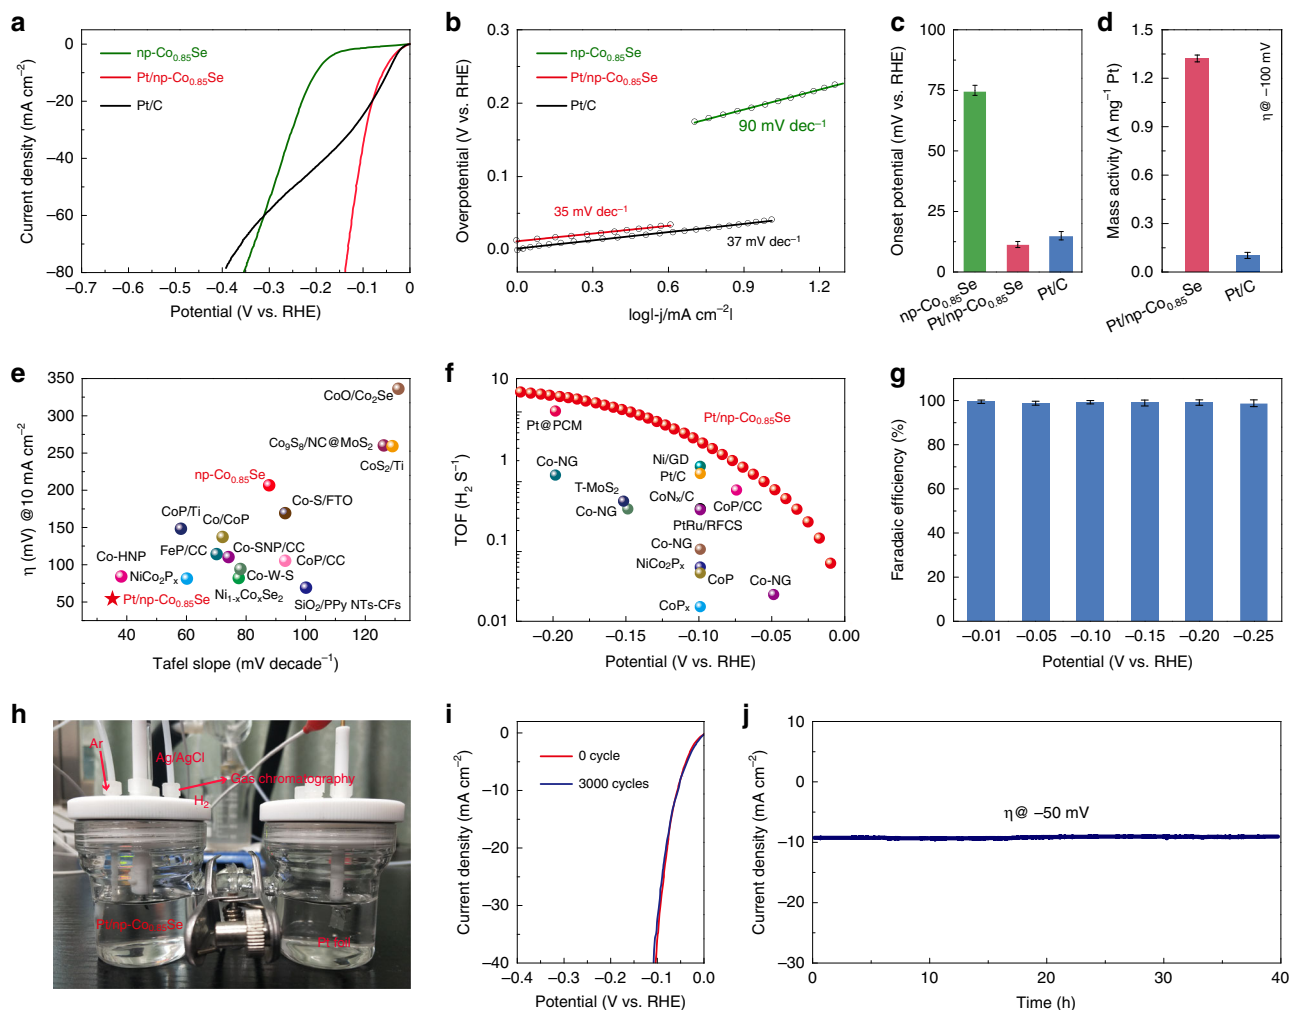 a
np-Co0.85Se
Pt/np-Co0.85Se
Pt/C
Current density (mA cm−2)
0
−20
−40
−60
−80
−0.7
−0.6
−0.5
−0.4
−0.3
−0.2
−0.1
0
Potential (V vs. RHE)
b
np-Co0.85Se
Pt/np-Co0.85Se
Pt/C
90 mV dec−1
35 mV dec−1
37 mV dec−1
Overpotential (V vs. RHE)
0.3
0.2
0.1
0.0
0.0
0.4
0.8
1.2
log|-j/mA cm−2|
c
Onset potential (mV vs. RHE)
100
75
50
25
0
np-Co0.85Se
Pt/np-Co0.85Se
Pt/C
d
Mass activity (A mg−1 Pt)
1.5
1.2
0.9
0.6
0.3
0.0
η@ −100 mV
Pt/np-Co0.85Se
Pt/C
e
η (mV) @10 mA cm−2
350
300
250
200
150
100
50
CoO/Co2Se
Co9S8/NC@MoS2
CoS2/Ti
np-Co0.85Se
Co-S/FTO
CoP/Ti
Co/CoP
FeP/CC
Co-SNP/CC
CoP/CC
Co-HNP
NiCo2Px
Co-W-S
Ni1-xCoxSe2
Pt/np-Co0.85Se
SiO2/PPy NTs-CFs
40
60
80
100
120
Tafel slope (mV decade−1)
f
TOF (H2 S−1)
10
1
0.1
0.01
Pt/np-Co0.85Se
Pt@PCM
Co-NG
Ni/GD
Pt/C
T-MoS2
CoNx/C
CoP/CC
Co-NG
PtRu/RFCS
Co-NG
NiCo2Px
CoP
Co-NG
CoPx
−0.20
−0.15
−0.10
−0.05
0.00
Potential (V vs. RHE)
g
Faradaic efficiency (%)
100
80
60
40
20
0
−0.01
−0.05
−0.10
−0.15
−0.20
−0.25
Potential (V vs. RHE)
h
Ar
Ag/AgCl
Gas chromatography
H2
Pt/np-Co0.85Se
Pt foil
i
0 cycle
3000 cycles
Current density (mA cm−2)
0
−10
−20
−30
−40
−0.4
−0.3
−0.2
−0.1
0.0
Potential (V vs. RHE)
j
η@ −50 mV
Current density (mA cm−2)
10
0
−10
−20
−30
0
10
20
30
40
Time (h)